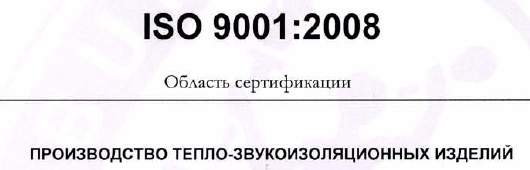 ISO 9001:2008
Область сертификации
ПРОИЗВОДСТВО ТЕПЛО-ЗВУКОИЗОЛЯЦИОННЫХ ИЗДЕЛИЙ